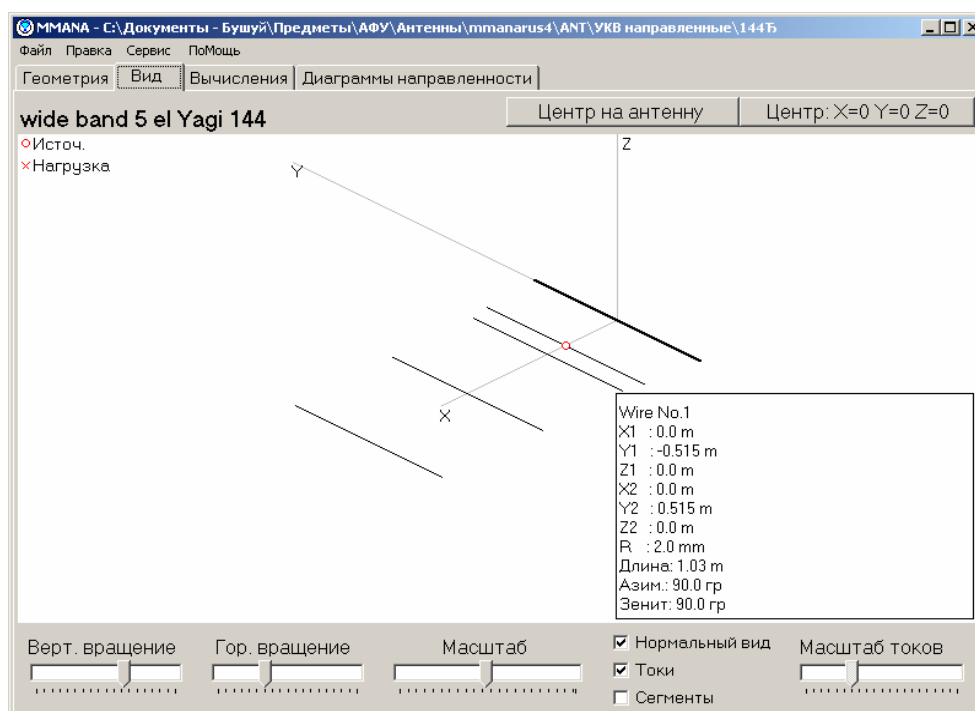 MMANA - C:\Документы - Бушуй\Предметы\АФУ\Антенны\mmanarus4\ANT\УКВ направленные\144Ђ
Файл Правка Сервис ПоМощь
Геометрия Вид Вычисления Диаграммы направленности
wide band 5 el Yagi 144 Центр на антенну Центр: X=0 Y=0 Z=0
Источ.
Нагрузка
Z
Y
X
Wire No.1
X1 : 0.0 m
Y1 : -0.515 m
Z1 : 0.0 m
X2 : 0.0 m
Y2 : 0.515 m
Z2 : 0.0 m
R : 2.0 mm
Длина: 1.03 m
Азим.: 90.0 гр
Зенит: 90.0 гр
Верт. вращение Гор. вращение Масштаб Нормальный вид Масштаб токов
Токи
Сегменты